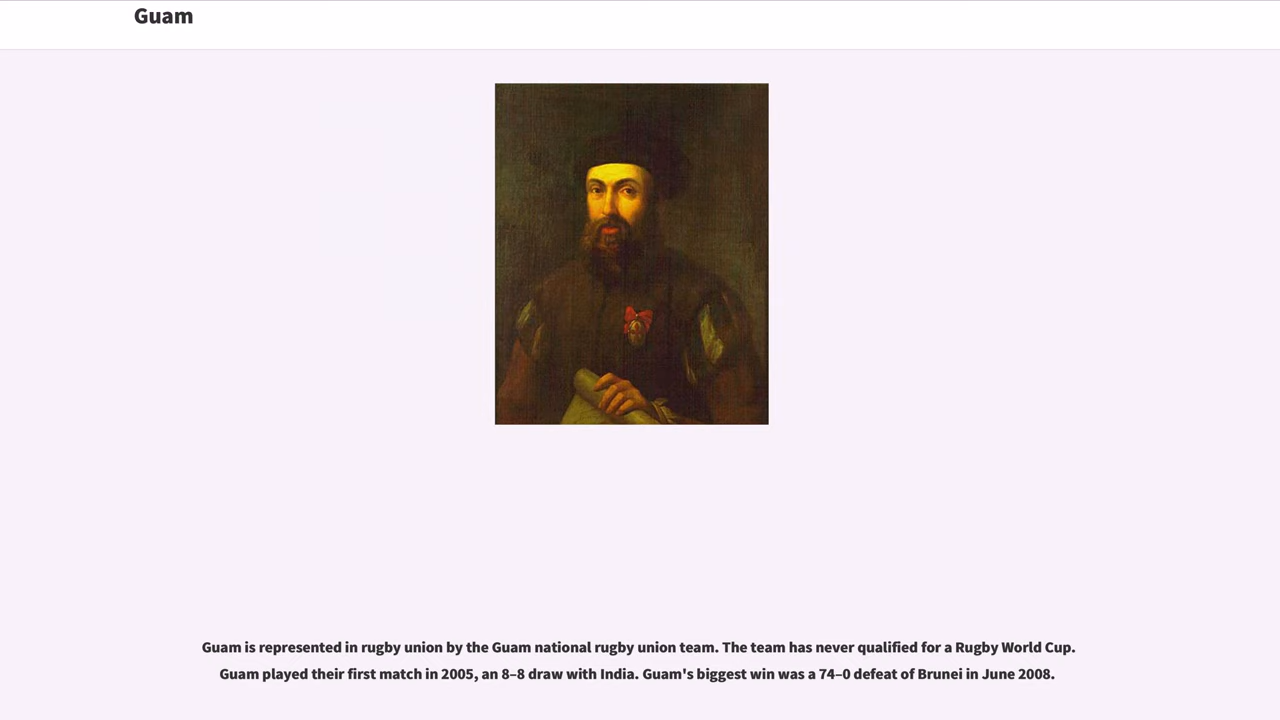 Guam
Guam is represented in rugby union by the Guam national rugby union team. The team has never qualified for a Rugby World Cup.
Guam played their first match in 2005, an 8–8 draw with India. Guam's biggest win was a 74–0 defeat of Brunei in June 2008.